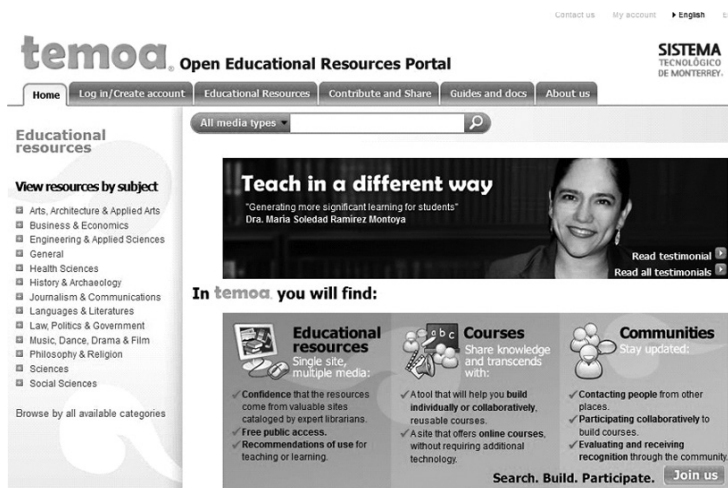 Contact us My account English
temoa® Open Educational Resources Portal
SISTEMA
TECNOLÓGICO
DE MONTERREY.
Home Log in/Create account Educational Resources Contribute and Share Guides and docs About us
All media types
Educational
resources
View resources by subject
Arts, Architecture & Applied Arts
Business & Economics
Engineering & Applied Sciences
General
Health Sciences
History & Archaeology
Journalism & Communications
Languages & Literatures
Law, Politics & Government
Music, Dance, Drama & Film
Philosophy & Religion
Sciences
Social Sciences
Browse by all available categories
Teach in a different way
"Generating more significant learning for students"
Dra. Maria Soledad Ramirez Montoya
Read testimonial
Read all testimonials
In temoa. you will find:
Educational
resources
Single site,
multiple media:
Confidence that the resources
come from valuable sites
cataloged by expert librarians.
Free public access.
Recommendations of use for
teaching or learning.
abc
Courses
Share knowledge
and transcends
with:
A tool that will help you build
individually or collaboratively,
reusable courses.
A site that offers online courses,
without requiring additional
technology.
Communities
Stay updated:
Contacting people from other
places.
Participating collaboratively to
build courses.
Evaluating and receiving
recognition through the community.
Search. Build. Participate. Join us